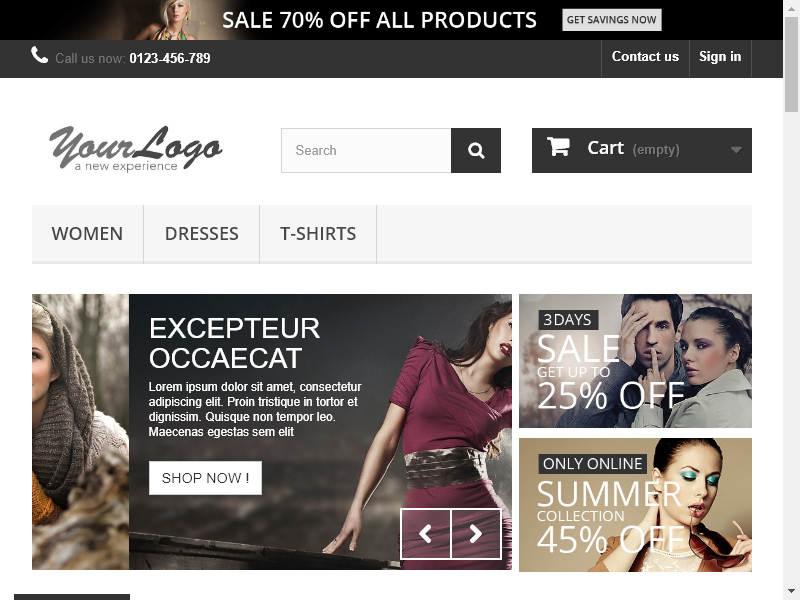 SALE 70% OFF ALL PRODUCTS
GET SAVINGS NOW
Call us now: 0123-456-789
Contact us
Sign in
YourLogo
a new experience
Search
Cart (empty)
WOMEN
DRESSES
T-SHIRTS
EXCEPTEUR
OCCAECAT
Lorem ipsum dolor sit amet, consectetur
adipiscing elit. Proin tristique in tortor et
dignissim. Quisque non tempor leo.
Maecenas egestas sem elit
SHOP NOW !
3DAYS
SALE
GET UP TO
25% OFF
ONLY ONLINE
SUMMER
COLLECTION
45% OFF